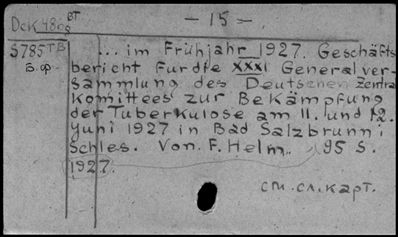 Dck 48c8 BT — 15 —
S785 TB ... im Frühjahr 1927. Geschäfts
Б.ф. bericht Fur die XXXI Generalver-
sammlung des Deutschen Zentral
Komittees zur Bekämpfung
der Tuberkulose am 11. und 12.
Juni 1927 in Bad Salzbrunn i
Schles. Von. F. Helm. 95 S.
1927.
см. сл. карт.